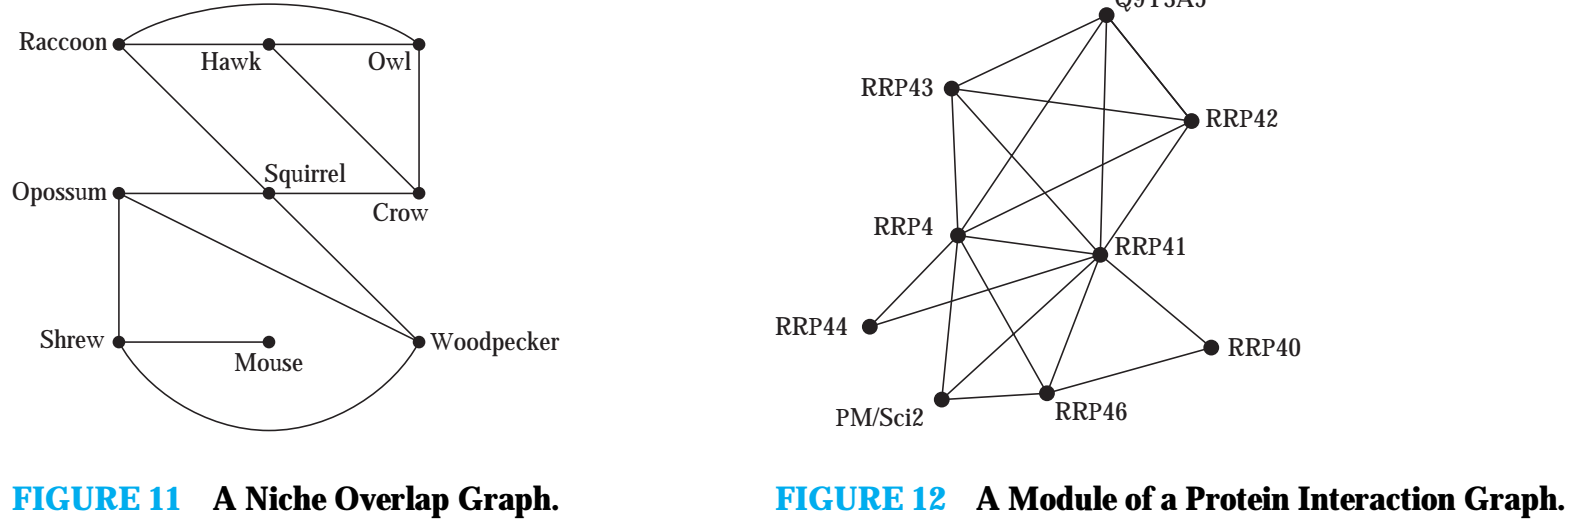 Raccoon
Hawk
Owl
Squirrel
Opossum
Crow
Shrew
Mouse
Woodpecker
FIGURE 11 A Niche Overlap Graph.
RRP43
RRP42
RRP4
RRP41
RRP44
RRP40
PM/Sci2
RRP46
FIGURE 12 A Module of a Protein Interaction Graph.